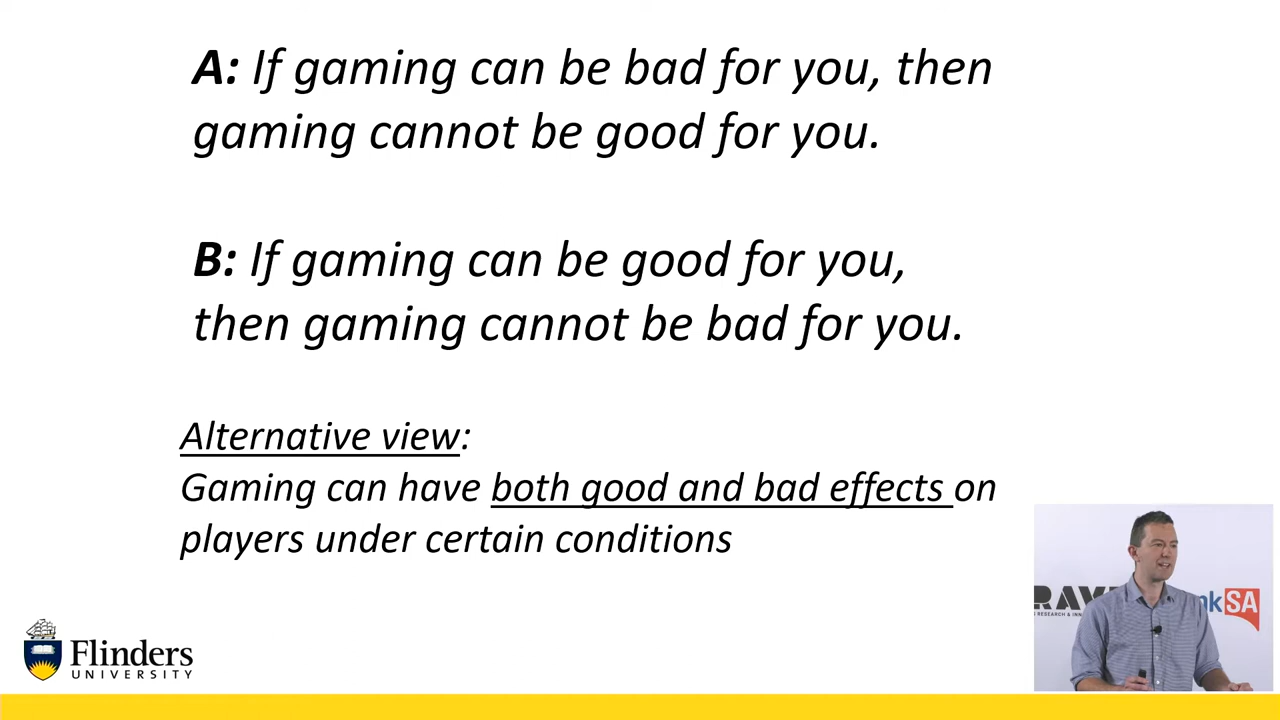 A: If gaming can be bad for you, then
gaming cannot be good for you.
B: If gaming can be good for you,
then gaming cannot be bad for you.
Alternative view:
Gaming can have both good and bad effects on
players under certain conditions
Flinders
UNIVERSITY
SA